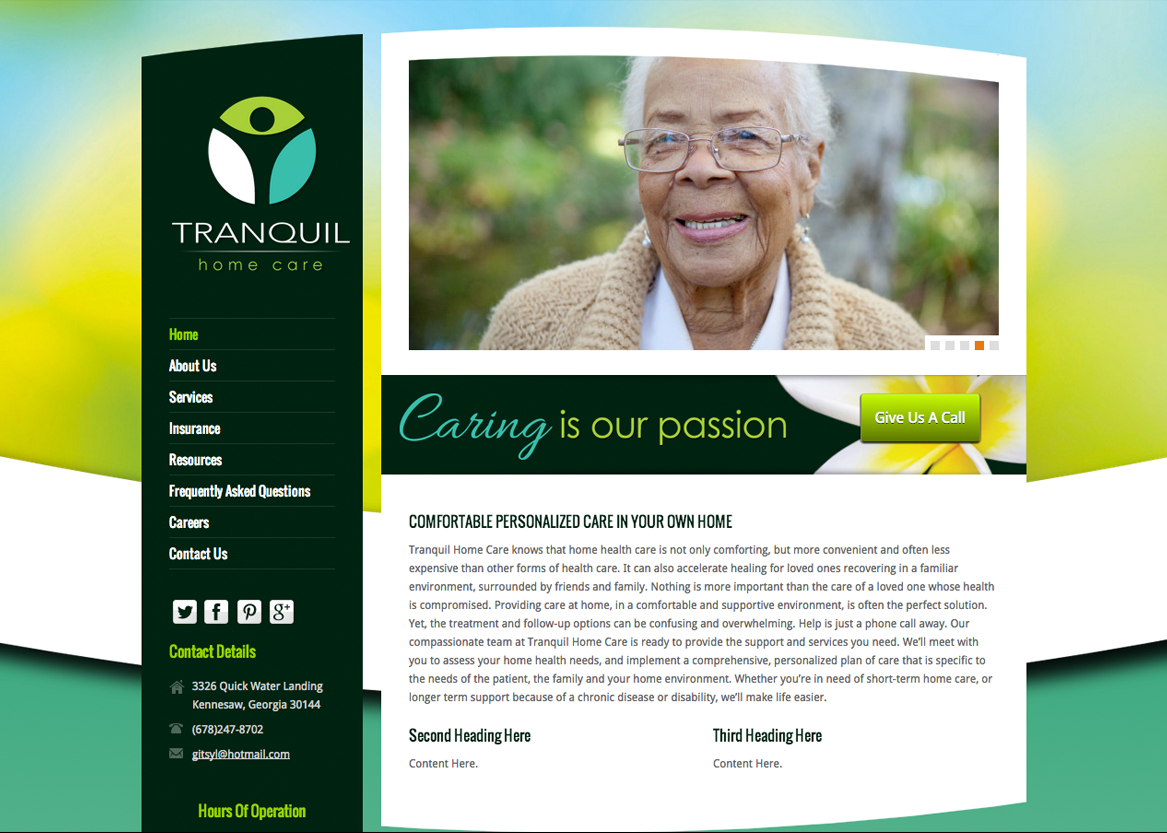 TRANQUIL
home care
Home
About Us
Services
Insurance
Resources
Frequently Asked Questions
Careers
Contact Us
g+
Contact Details
3326 Quick Water Landing
Kennesaw, Georgia 30144
(678)247-8702
gitsyl@hotmail.com
Hours Of Operation
Caring is our passion
Give Us A Call
COMFORTABLE PERSONALIZED CARE IN YOUR OWN HOME
Tranquil Home Care knows that home health care is not only comforting, but more convenient and often less
expensive than other forms of health care. It can also accelerate healing for loved ones recovering in a familiar
environment, surrounded by friends and family. Nothing is more important than the care of a loved one whose health
is compromised. Providing care at home, in a comfortable and supportive environment, is often the perfect solution.
Yet, the treatment and follow-up options can be confusing and overwhelming. Help is just a phone call away. Our
compassionate team at Tranquil Home Care is ready to provide the support and services you need. We'll meet with
you to assess your home health needs, and implement a comprehensive, personalized plan of care that is specific to
the needs of the patient, the family and your home environment. Whether you're in need of short-term home care, or
longer term support because of a chronic disease or disability, we'll make life easier.
Second Heading Here
Content Here.
Third Heading Here
Content Here.